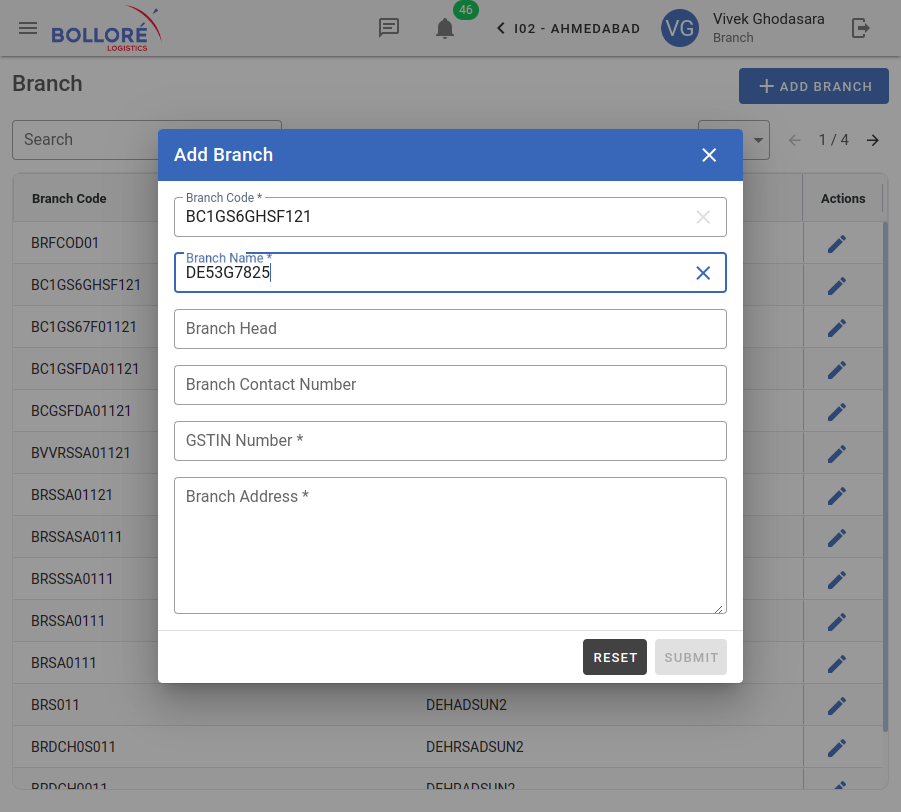 BOLLORÉ
LOGISTICS
46
I02 - AHMEDABAD
VG
Vivek Ghodasara
Branch
Branch
ADD BRANCH
Search
1 / 4
Add Branch
Branch Code
Actions
Branch Code *
BC1GS6GHSF121
Branch Name *
DE53G7825
Branch Head
Branch Contact Number
GSTIN Number *
Branch Address *
RESET
SUBMIT
BRFCOD01
BC1GS6GHSF121
BC1GS67F01121
BC1GSFDA01121
BCGSFDA01121
BVVRSSA01121
BRSSA01121
BRSSASA0111
BRSSSA0111
BRSSA0111
BRSA0111
BRS011 DEHADSUN2
BRDCH0S011 DEHRSADSUN2
BRDCH0011 DEHRADSUN2